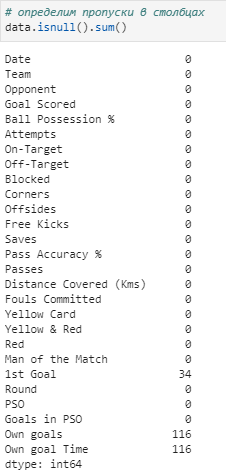 # определим пропуски в столбцах
data.isnull().sum()
Date 0
Team 0
Opponent 0
Goal Scored 0
Ball Possession % 0
Attempts 0
On-Target 0
Off-Target 0
Blocked 0
Corners 0
Offsides 0
Free Kicks 0
Saves 0
Pass Accuracy % 0
Passes 0
Distance Covered (Kms) 0
Fouls Committed 0
Yellow Card 0
Yellow & Red 0
Red 0
Man of the Match 0
1st Goal 34
Round 0
PSO 0
Goals in PSO 0
Own goals 116
Own goal Time 116
dtype: int64